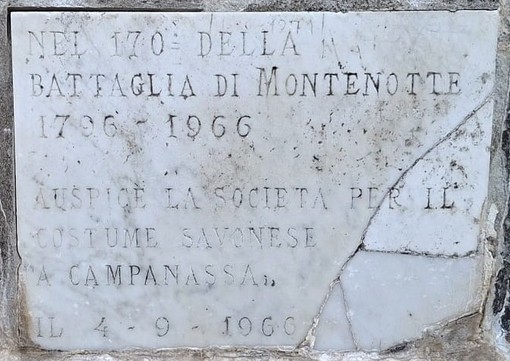 NEL 170° DELLA
BATTAGLIA DI MONTENOTTE
1796 - 1966
AUSPICE LA SOCIETA PER IL
COSTUME SAVONESE
"A CAMPANASSA„
IL 4 - 9 - 1966